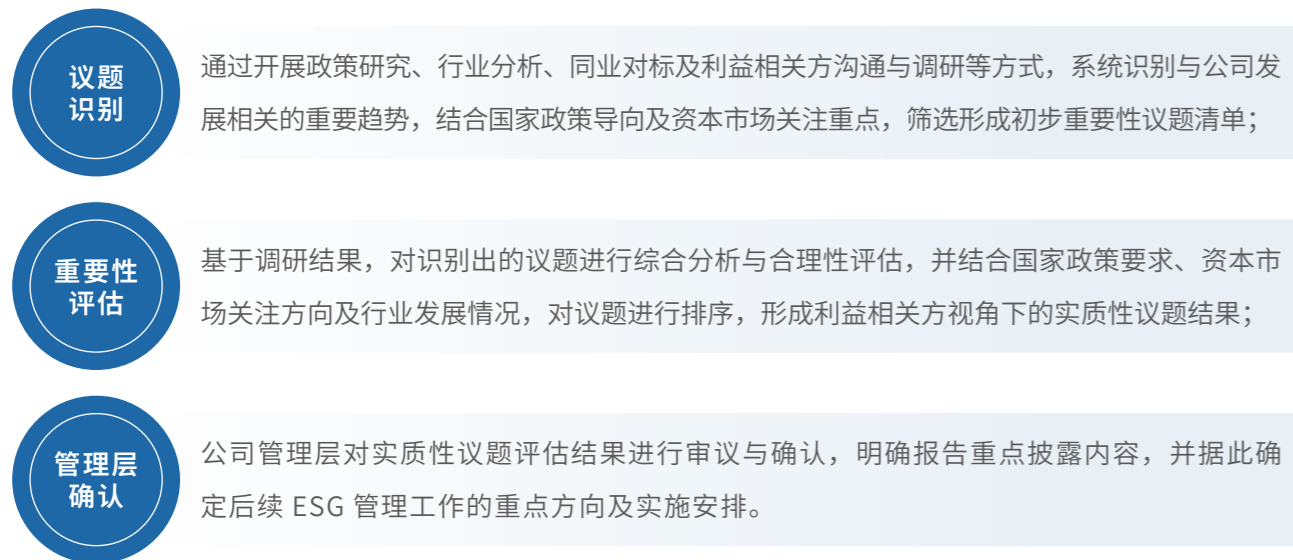 议题
识别
通过开展政策研究、行业分析、同业对标及利益相关方沟通与调研等方式，系统识别与公司发
展相关的重要趋势，结合国家政策导向及资本市场关注重点，筛选形成初步重要性议题清单；
重要性
评估
基于调研结果，对识别出的议题进行综合分析与合理性评估，并结合国家政策要求、资本市
场关注方向及行业发展情况，对议题进行排序，形成利益相关方视角下的实质性议题结果；
管理层
确认
公司管理层对实质性议题评估结果进行审议与确认，明确报告重点披露内容，并据此确
定后续 ESG 管理工作的重点方向及实施安排。